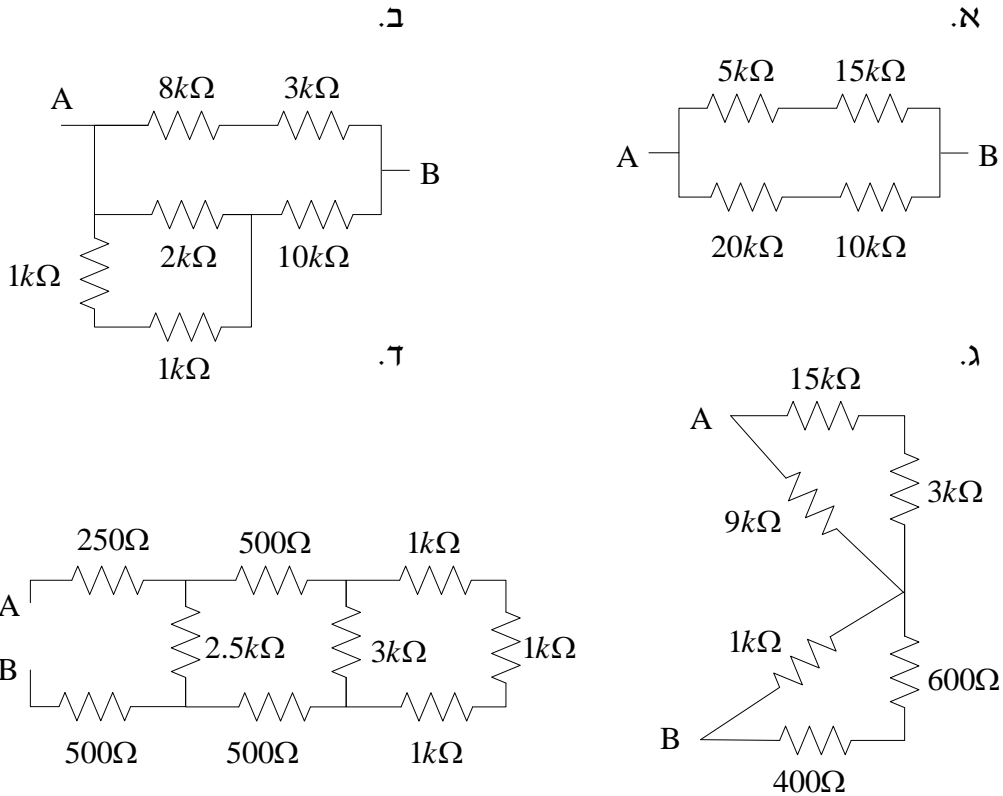 א.
5kΩ 15kΩ
A B
20kΩ 10kΩ
ב.
A 8kΩ 3kΩ
B
2kΩ 10kΩ
1kΩ
1kΩ
ג.
15kΩ
A
3kΩ
9kΩ
1kΩ
600Ω
B
400Ω
ד.
250Ω 500Ω 1kΩ
A
2.5kΩ 3kΩ 1kΩ
B
500Ω 500Ω 1kΩ